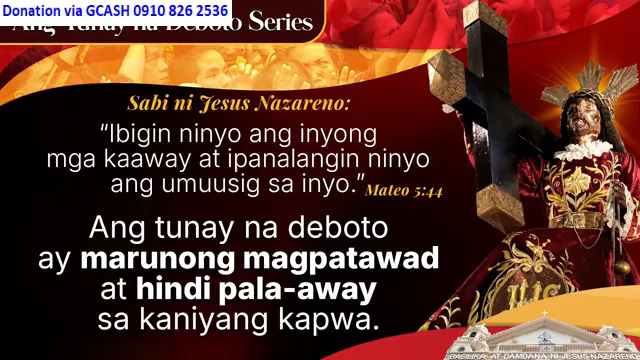 Donation via GCASH 0910 826 2536
Ang Tunay na Deboto Series
Sabi ni Jesus Nazareno:
“Ibigin ninyo ang inyong
mga kaaway at ipanalangin ninyo
ang umuusig sa inyo.” Mateo 5:44
Ang tunay na deboto
ay marunong magpatawad
at hindi pala-away
sa kaniyang kapwa.
JHS
BASILIKA AT DAMBANA NI JESUS NAZARENO